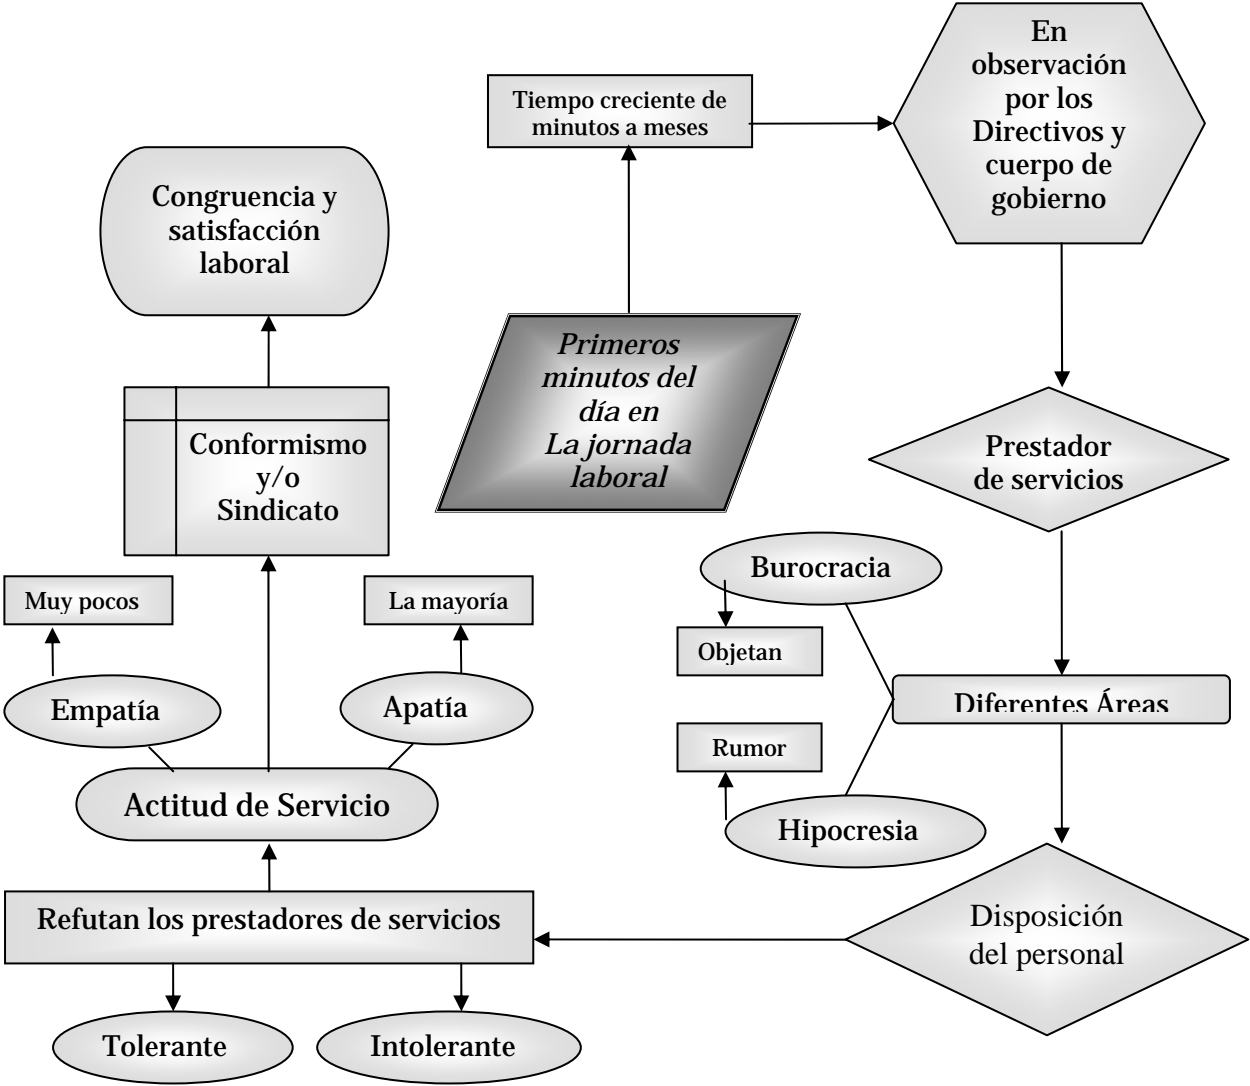 En
observación
por los
Directivos y
cuerpo de
gobierno
Tiempo creciente de
minutos a meses
Congruencia y
satisfacción
laboral
Primeros
minutos del
día en
La jornada
laboral
Prestador
de servicios
Conformismo
y/o
Sindicato
Burocracia
Muy pocos
La mayoría
Objetan
Empatía
Apatía
Diferentes Áreas
Rumor
Actitud de Servicio
Hipocresia
Refutan los prestadores de servicios
Disposición
del personal
Tolerante
Intolerante